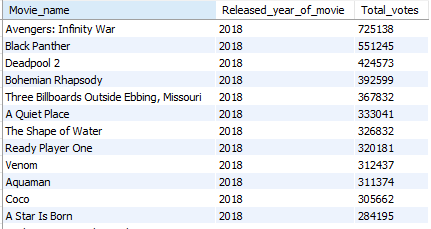 Movie_name Released_year_of_movie Total_votes
Avengers: Infinity War 2018 725138
Black Panther 2018 551245
Deadpool 2 2018 424573
Bohemian Rhapsody 2018 392599
Three Billboards Outside Ebbing, Missouri 2018 367832
A Quiet Place 2018 333041
The Shape of Water 2018 326832
Ready Player One 2018 320181
Venom 2018 312437
Aquaman 2018 311374
Coco 2018 305662
A Star Is Born 2018 284195